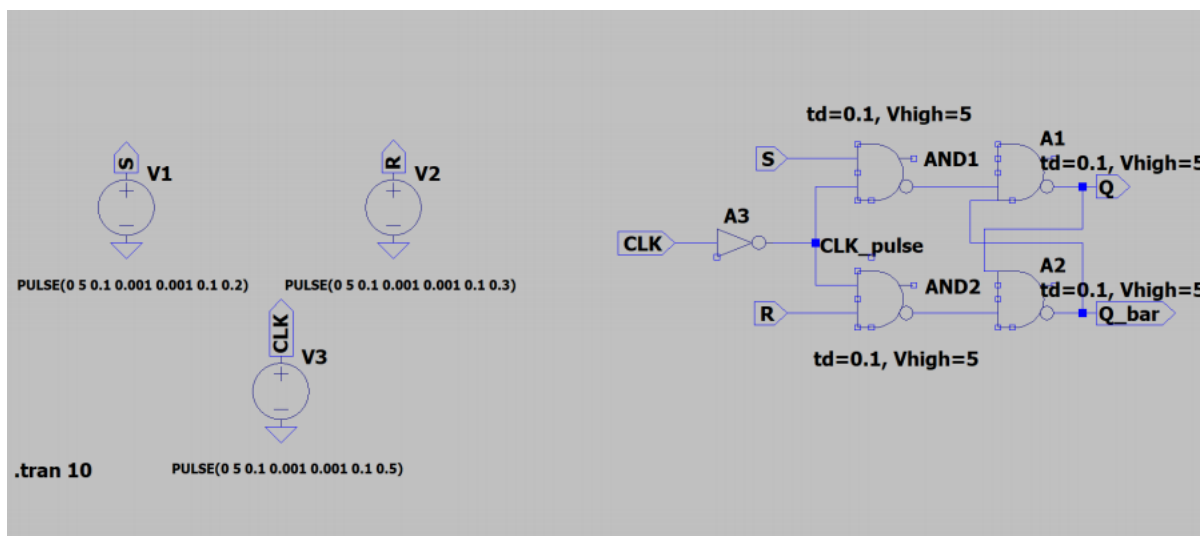 S
V1
PULSE(0 5 0.1 0.001 0.001 0.1 0.2)
R
V2
PULSE(0 5 0.1 0.001 0.001 0.1 0.3)
CLK
V3
PULSE(0 5 0.1 0.001 0.001 0.1 0.5)
.tran 10
td=0.1, Vhigh=5
S
AND1
A1
td=0.1, Vhigh=5
Q
A3
CLK
CLK_pulse
AND2
A2
td=0.1, Vhigh=5
R
Q_bar
td=0.1, Vhigh=5